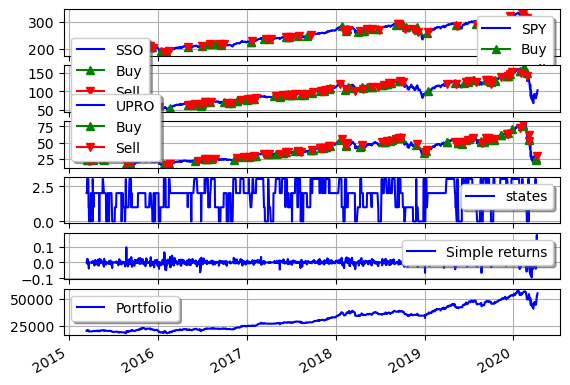 300
200
SPY
Buy
SSO
Buy
Sell
150
100
50
UPRO
Buy
Sell
75
50
25
2.5
0.0
states
0.1
0.0
−0.1
Simple returns
50000
25000
Portfolio
2015
2016
2017
2018
2019
2020